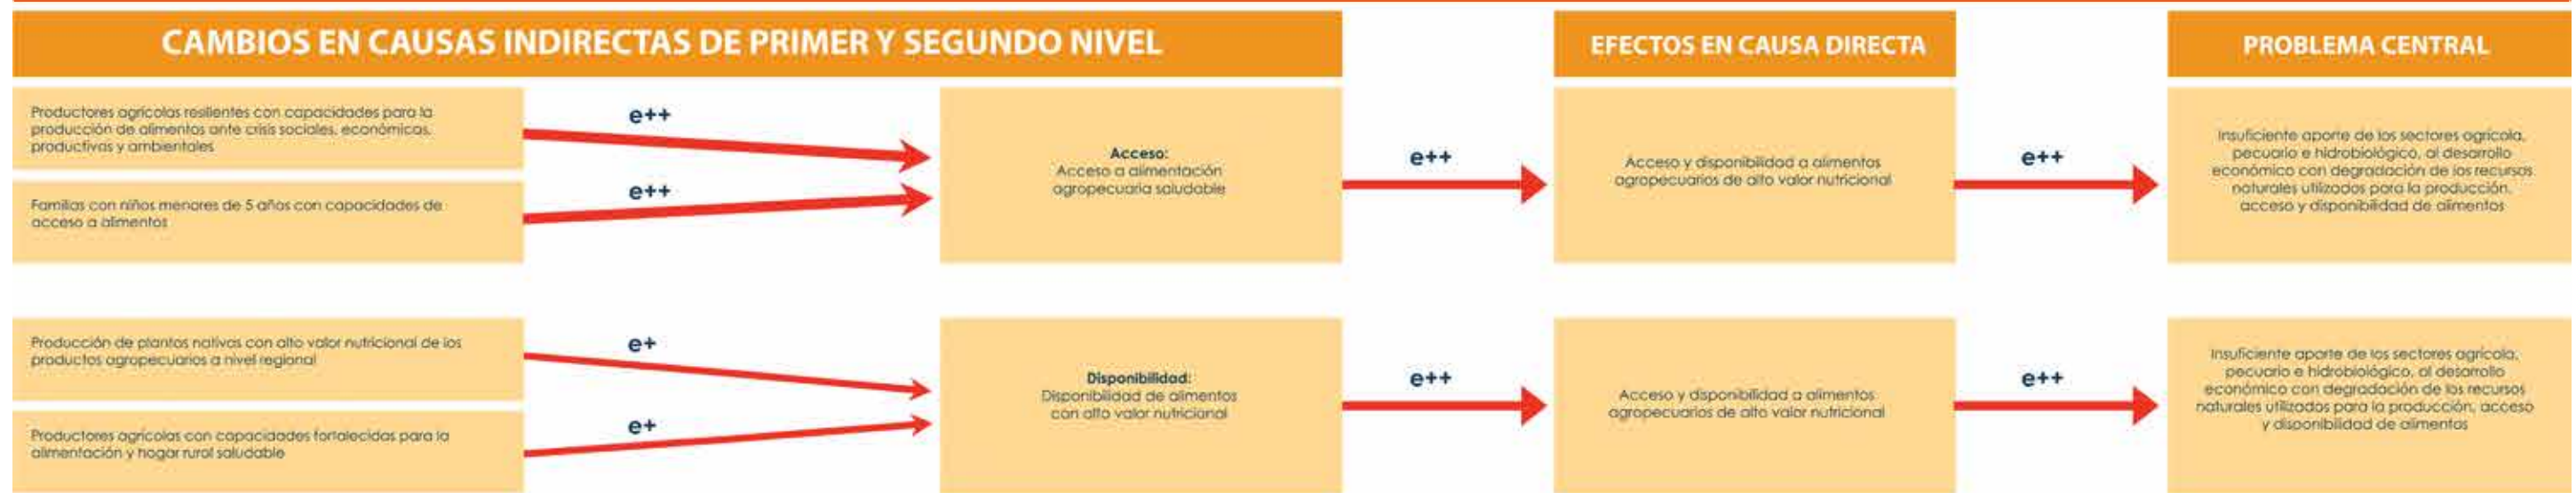 CAMBIOS EN CAUSAS INDIRECTAS DE PRIMER Y SEGUNDO NIVEL
EFECTOS EN CAUSA DIRECTA
PROBLEMA CENTRAL
Productores agrícolas resilientes con capacidades para la
producción de alimentos ante crisis sociales, económicas,
productivas y ambientales
e++
Familias con niños menores de 5 años con capacidades de
acceso a alimentos
e++
Acceso:
Acceso a alimentación
agropecuaria saludable
e++
Acceso y disponibilidad a alimentos
agropecuarios de alto valor nutricional
e++
Insuficiente aporte de los sectores agrícola,
pecuario e hidrobiológico, al desarrollo
económico con degradación de los recursos
naturales utilizados para la producción,
acceso y disponibilidad de alimentos
Producción de plantas nativas con alto valor nutricional de los
productos agropecuarios a nivel regional
e+
Productores agrícolas con capacidades fortalecidas para la
alimentación y hogar rural saludable
e+
Disponibilidad:
Disponibilidad de alimentos
con alto valor nutricional
e++
Acceso y disponibilidad a alimentos
agropecuarios de alto valor nutricional
e++
Insuficiente aporte de los sectores agrícola,
pecuario e hidrobiológico, al desarrollo
económico con degradación de los recursos
naturales utilizados para la producción, acceso
y disponibilidad de alimentos